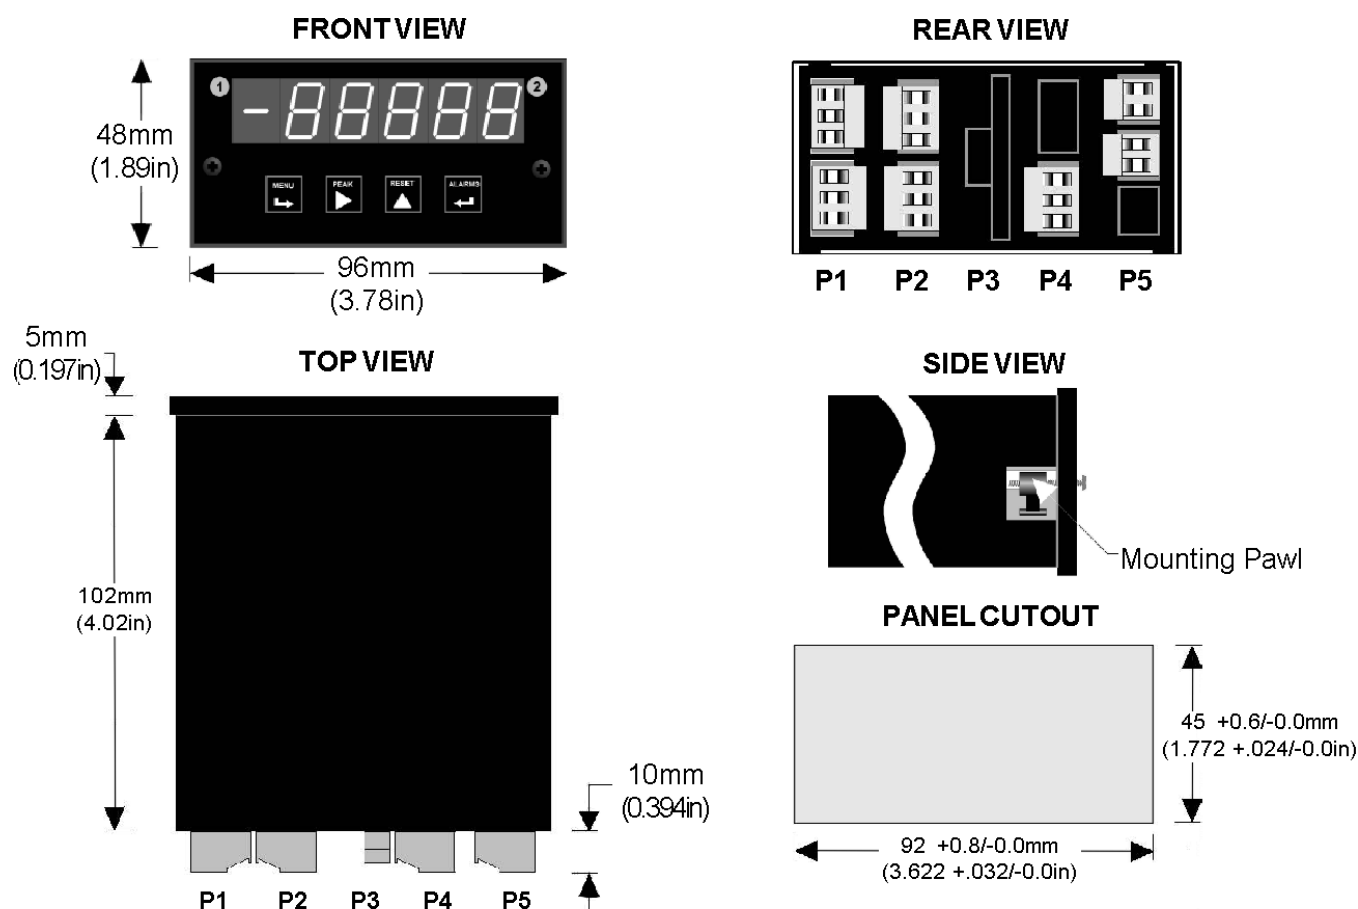 FRONT VIEW
1
2
-88888
MENU
PEAK
RESET
ALARMS
48mm
(1.89in)
96mm
(3.78in)
REAR VIEW
P1 P2 P3 P4 P5
TOP VIEW
5mm
(0.197in)
102mm
(4.02in)
10mm
(0.394in)
P1 P2 P3 P4 P5
SIDE VIEW
Mounting Pawl
PANEL CUTOUT
45 +0.6/-0.0mm
(1.772 +.024/-0.0in)
92 +0.8/-0.0mm
(3.622 +.032/-0.0in)